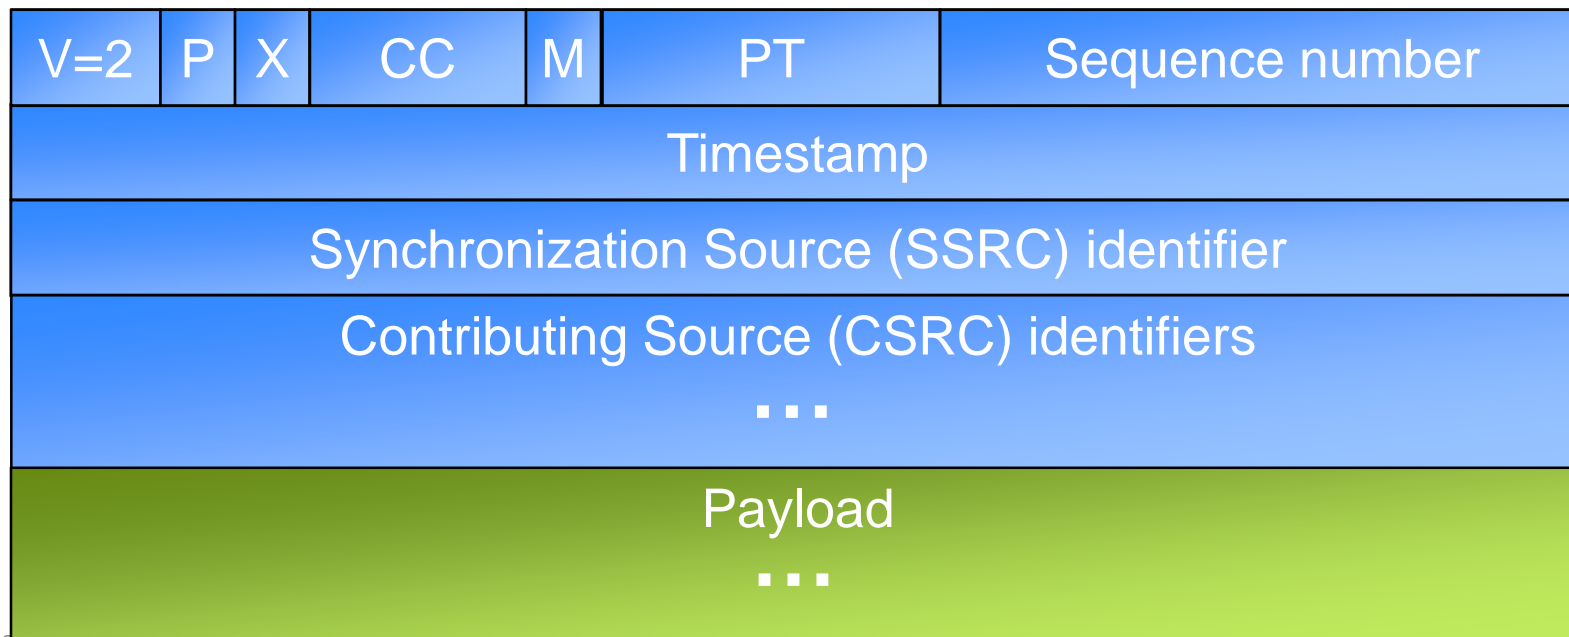 V=2 P X CC M PT Sequence number
Timestamp
Synchronization Source (SSRC) identifier
Contributing Source (CSRC) identifiers
...
Payload
...